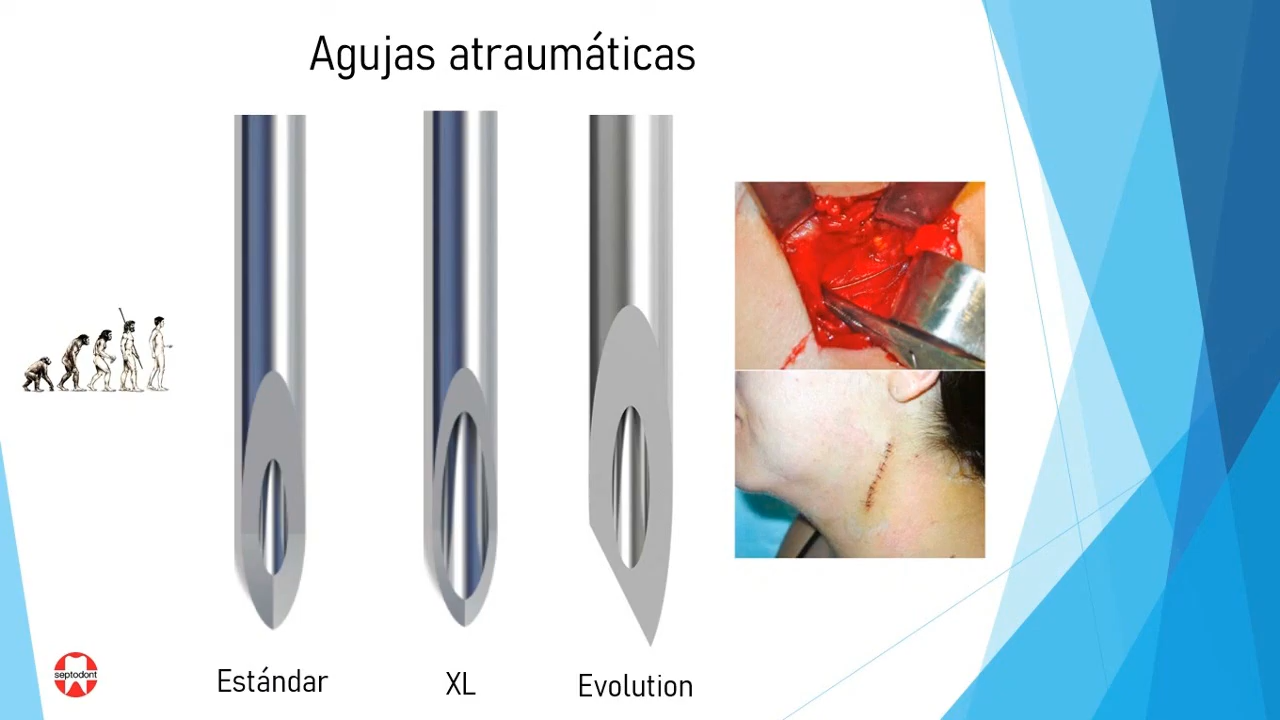 Agujas atraumáticas
septodont
Estándar
XL
Evolution